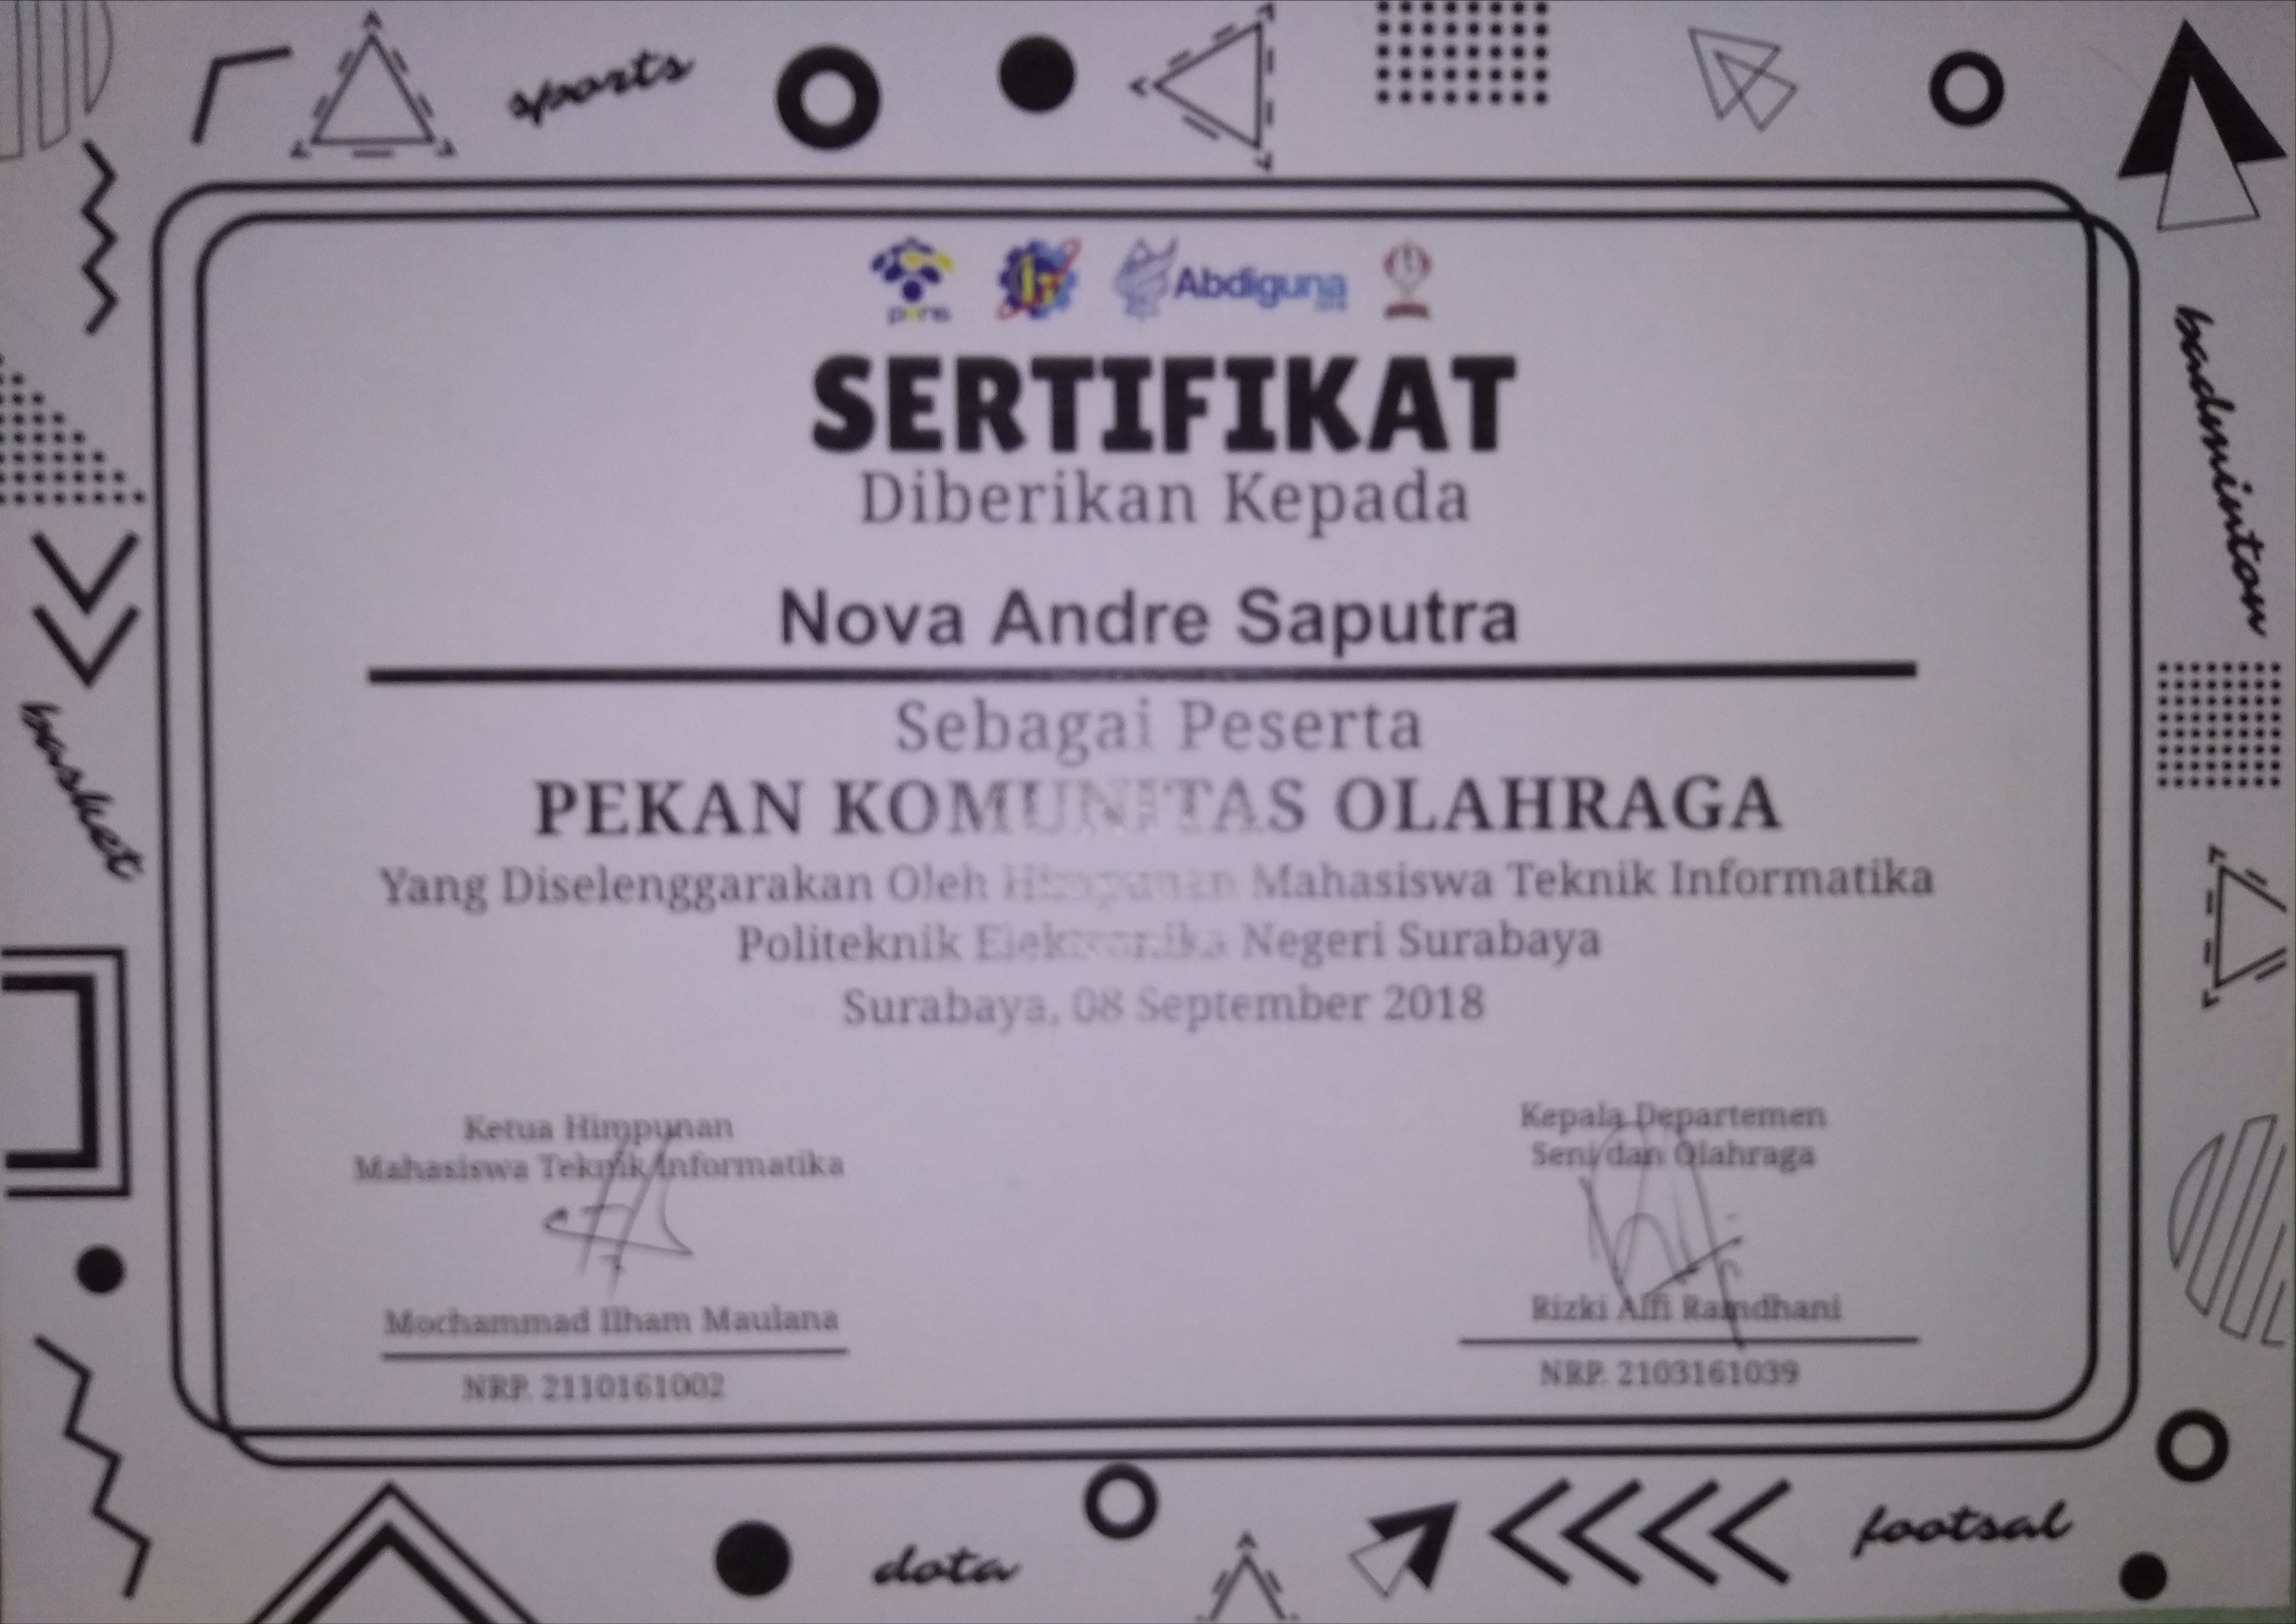 sports
pens
Abdiguna
SERTIFIKAT
Diberikan Kepada
Nova Andre Saputra
Sebagai Peserta
PEKAN KOMUNITAS OLAHRAGA
Yang Diselenggarakan Oleh Himpunan Mahasiswa Teknik Informatika
Politeknik Elektronika Negeri Surabaya
Surabaya, 08 September 2018
Ketua Himpunan
Mahasiswa Teknik Informatika
Mochammad Ilham Maulana
NRP. 2110161002
Kepala Departemen
Seni dan Olahraga
Rizki Alfi Ramdhani
NRP. 2103161039
badminton
basket
dota
footsal